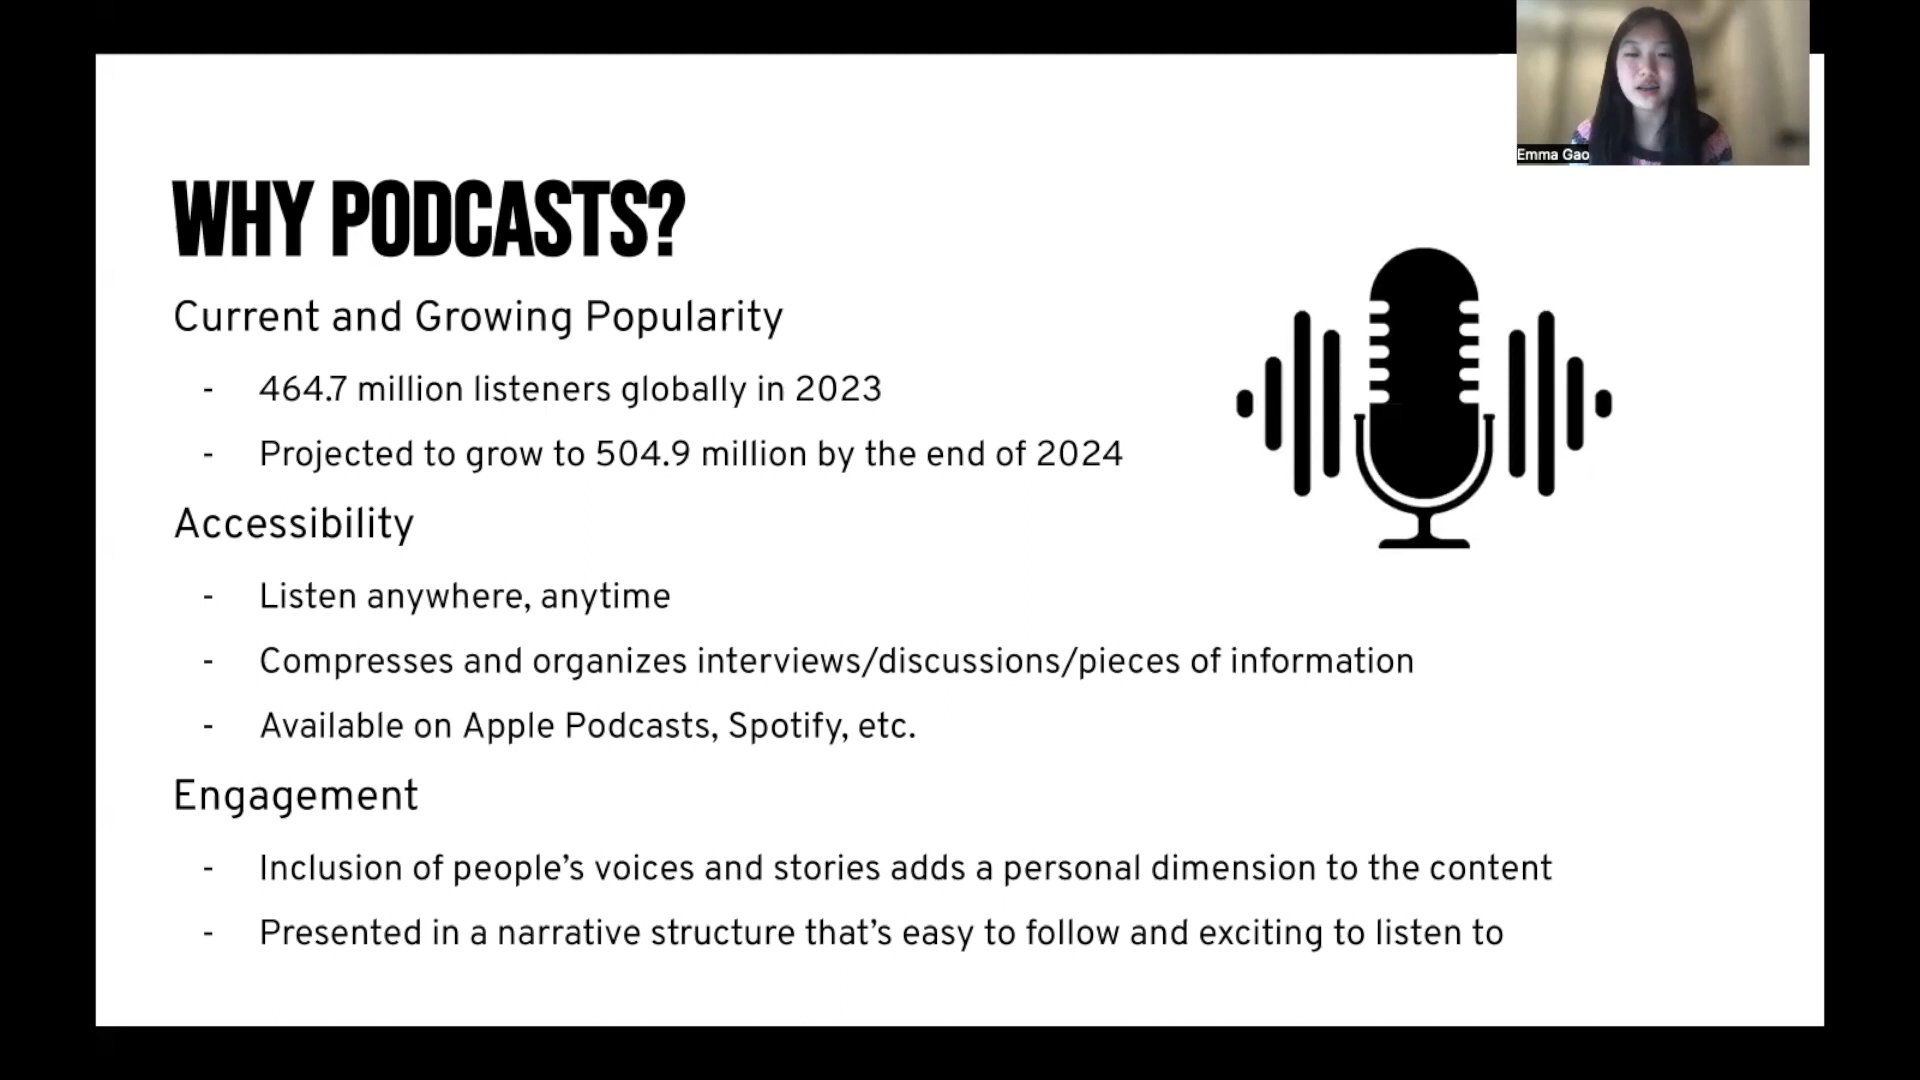 Emma Gao
WHY PODCASTS?
Current and Growing Popularity
- 464.7 million listeners globally in 2023
- Projected to grow to 504.9 million by the end of 2024
Accessibility
- Listen anywhere, anytime
- Compresses and organizes interviews/discussions/pieces of information
- Available on Apple Podcasts, Spotify, etc.
Engagement
- Inclusion of people’s voices and stories adds a personal dimension to the content
- Presented in a narrative structure that’s easy to follow and exciting to listen to